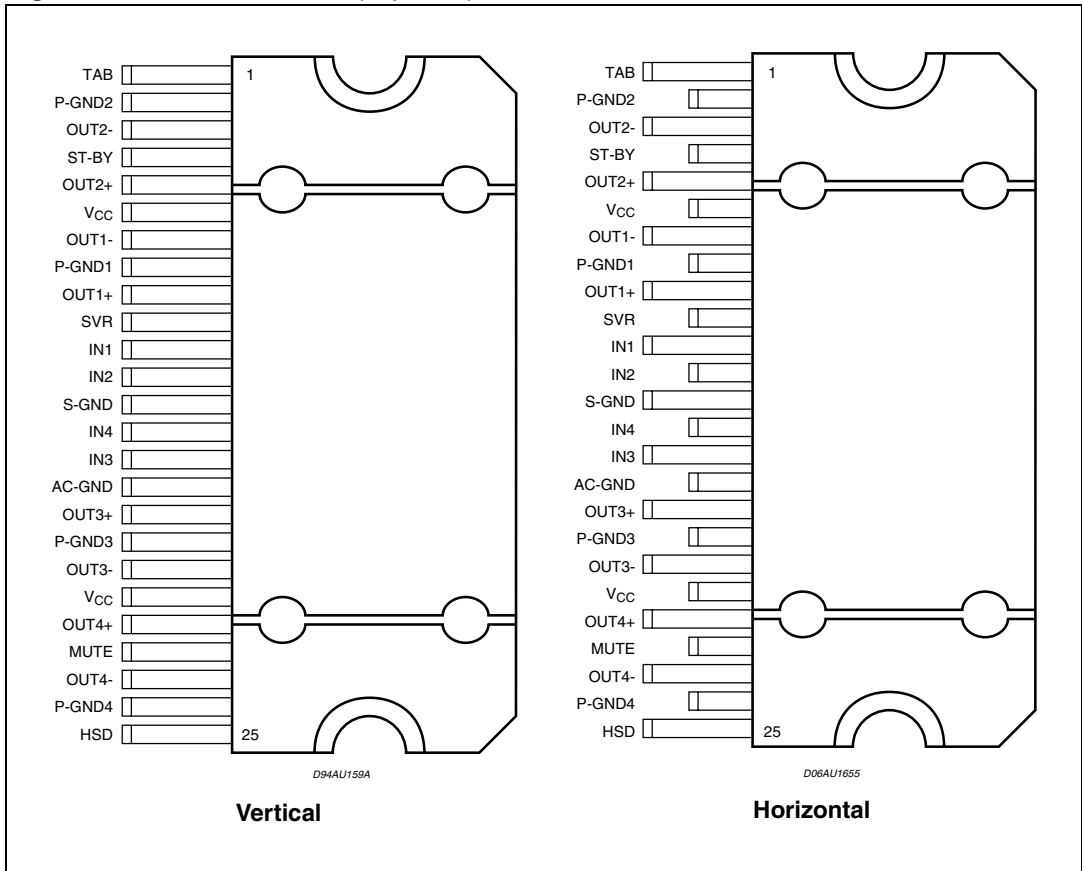 TAB
P-GND2
OUT2-
ST-BY
OUT2+
VCC
OUT1-
P-GND1
OUT1+
SVR
IN1
IN2
S-GND
IN4
IN3
AC-GND
OUT3+
P-GND3
OUT3-
VCC
OUT4+
MUTE
OUT4-
P-GND4
HSD
1
25
D94AU159A
Vertical
TAB
P-GND2
OUT2-
ST-BY
OUT2+
VCC
OUT1-
P-GND1
OUT1+
SVR
IN1
IN2
S-GND
IN4
IN3
AC-GND
OUT3+
P-GND3
OUT3-
VCC
OUT4+
MUTE
OUT4-
P-GND4
HSD
1
25
D06AU1655
Horizontal